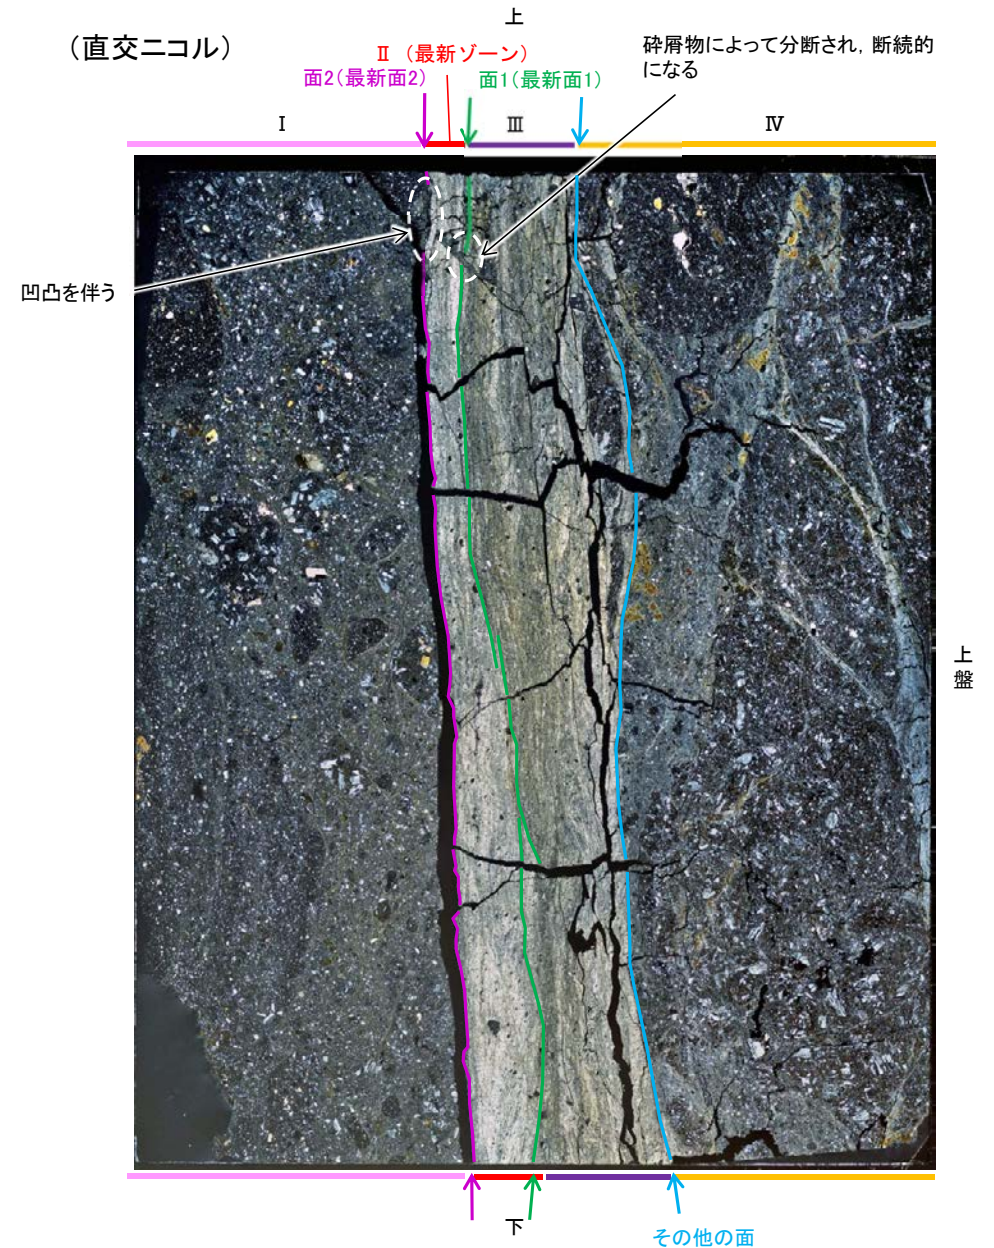 上
（直交ニコル）
Ⅱ （最新ゾーン）
砕屑物によって分断され，断続的
になる
面2(最新面2)
面1(最新面1)
Ⅰ
Ⅲ
Ⅳ
凹凸を伴う
上
盤
下
その他の面